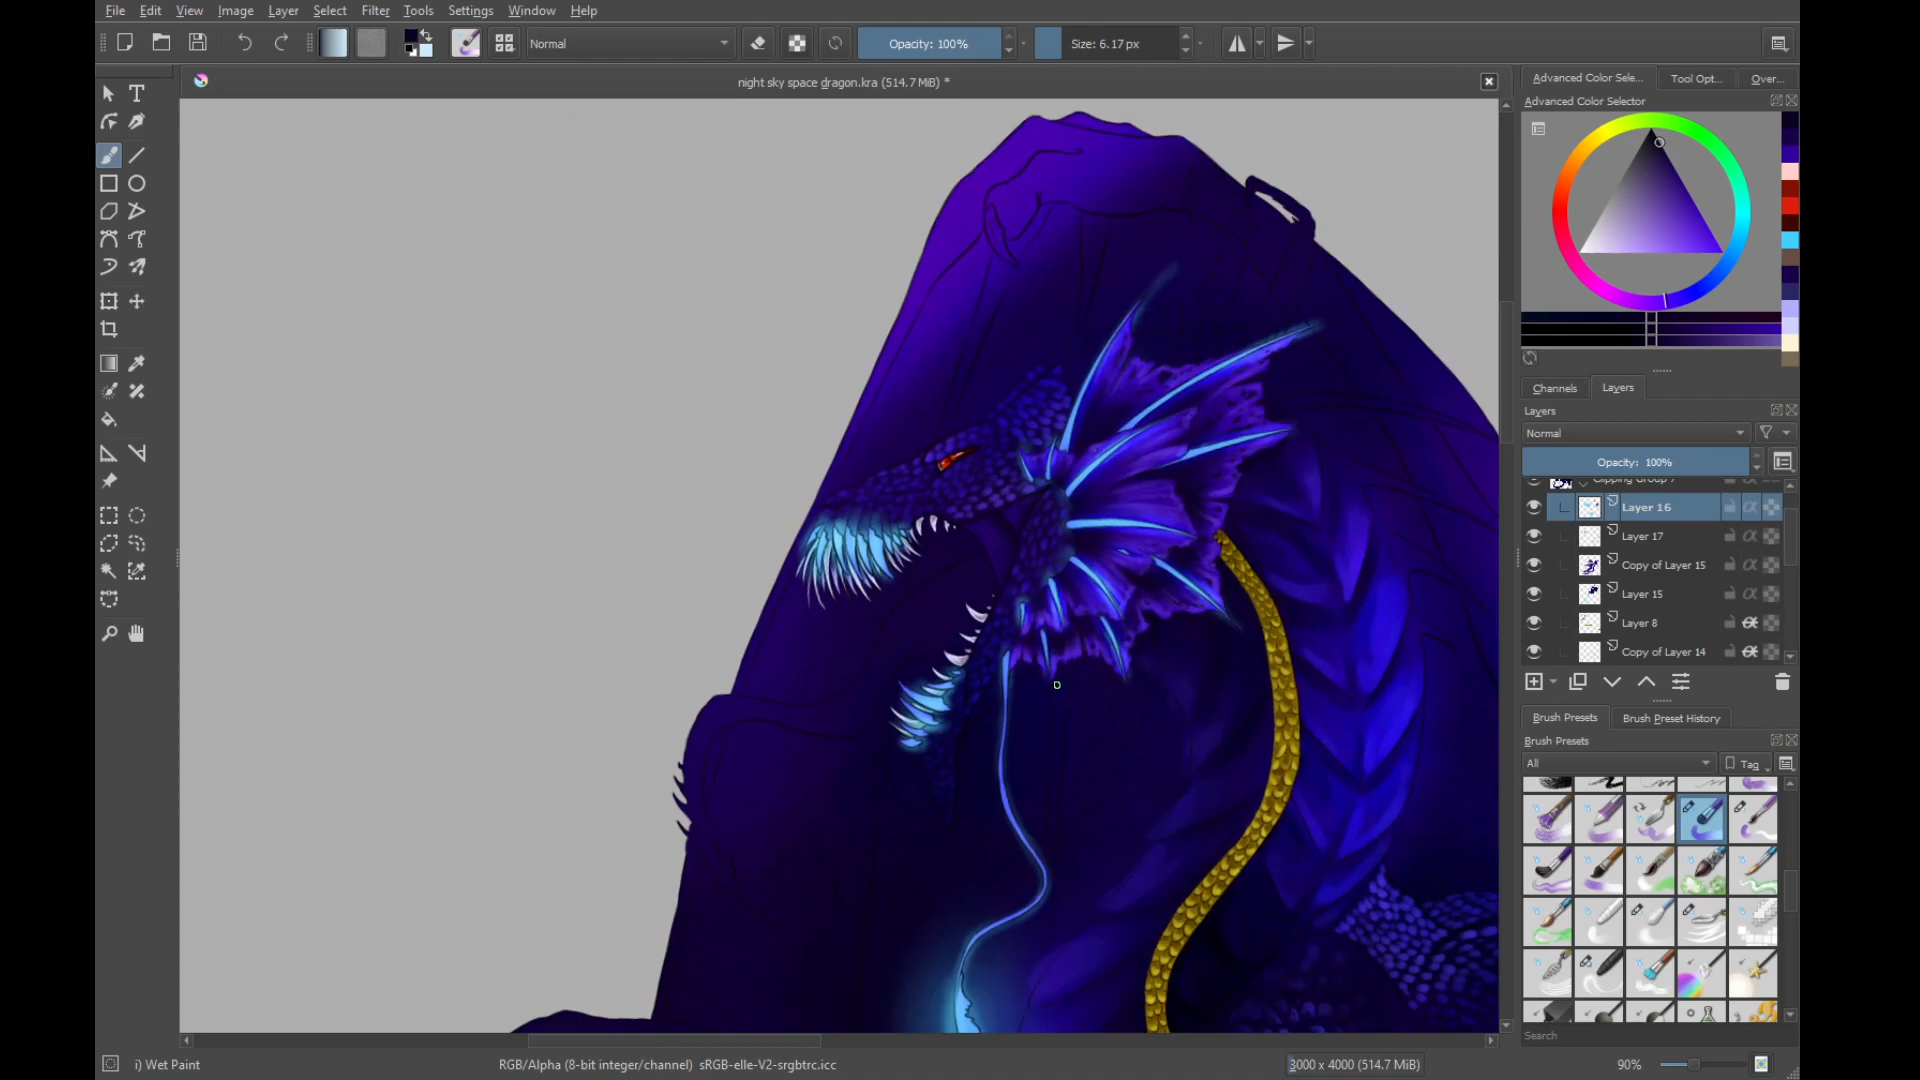 File Edit View Image Layer Select Filter Tools Settings Window Help
Normal
Opacity: 100%
Size: 6.17 px
night sky space dragon.kra (514.7 MiB) *
Advanced Color Sele...
Tool Opt...
Over...
Advanced Color Selector
Channels
Layers
Layers
Normal
Opacity: 100%
Layer 16
Layer 17
Copy of Layer 15
Layer 15
Layer 8
Copy of Layer 14
Brush Presets
Brush Preset History
Brush Presets
All
Tag
Search
i) Wet Paint
RGB/Alpha (8-bit integer/channel) sRGB-elle-V2-srgbtrc.icc
3000 x 4000 (514.7 MiB)
90%